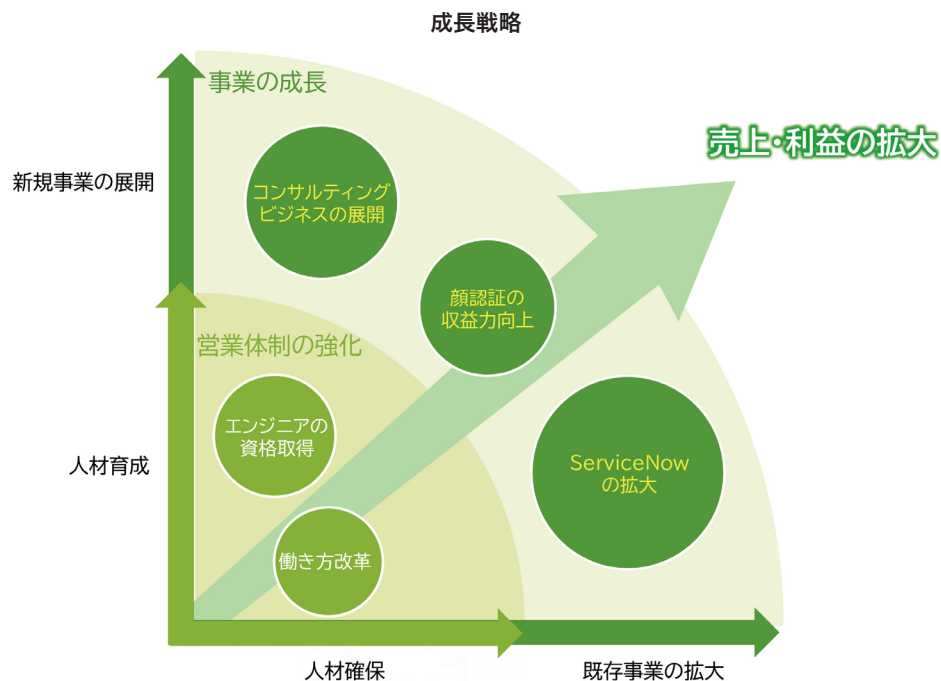 成長戦略
事業の成長
売上・利益の拡大
新規事業の展開
コンサルティング
ビジネスの展開
顔認証の
収益力向上
営業体制の強化
エンジニアの
資格取得
人材育成
ServiceNow
の拡大
働き方改革
人材確保
既存事業の拡大